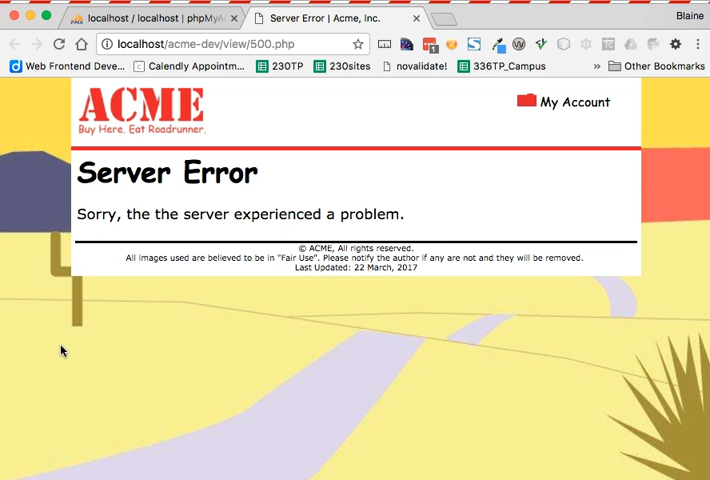 localhost / localhost | phpMyA
Server Error | Acme, Inc.
Blaine
localhost/acme-dev/view/500.php
Web Frontend Deve...
Calendly Appointm...
230TP
230sites
novalidate!
336TP_Campus
»
Other Bookmarks
ACME
Buy Here. Eat Roadrunner.
My Account
Server Error
Sorry, the the server experienced a problem.
© ACME, All rights reserved.
All images used are believed to be in "Fair Use". Please notify the author if any are not and they will be removed.
Last Updated: 22 March, 2017